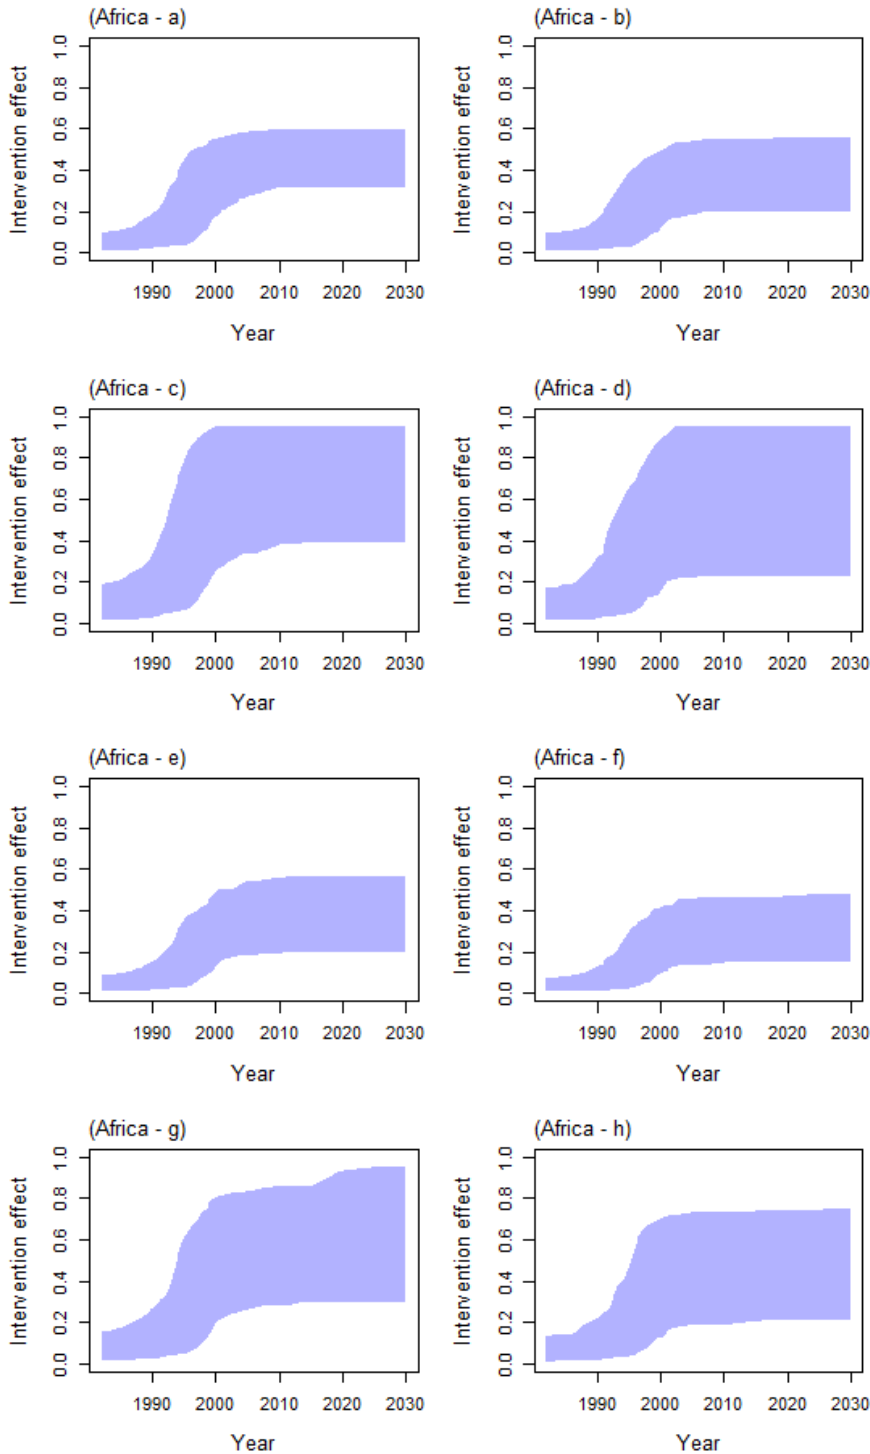 (Africa - a)
Intervention effect
0.0 0.2 0.4 0.6 0.8 1.0
1990 2000 2010 2020 2030
Year
(Africa - b)
Intervention effect
0.0 0.2 0.4 0.6 0.8 1.0
1990 2000 2010 2020 2030
Year
(Africa - c)
Intervention effect
0.0 0.2 0.4 0.6 0.8 1.0
1990 2000 2010 2020 2030
Year
(Africa - d)
Intervention effect
0.0 0.2 0.4 0.6 0.8 1.0
1990 2000 2010 2020 2030
Year
(Africa - e)
Intervention effect
0.0 0.2 0.4 0.6 0.8 1.0
1990 2000 2010 2020 2030
Year
(Africa - f)
Intervention effect
0.0 0.2 0.4 0.6 0.8 1.0
1990 2000 2010 2020 2030
Year
(Africa - g)
Intervention effect
0.0 0.2 0.4 0.6 0.8 1.0
1990 2000 2010 2020 2030
Year
(Africa - h)
Intervention effect
0.0 0.2 0.4 0.6 0.8 1.0
1990 2000 2010 2020 2030
Year